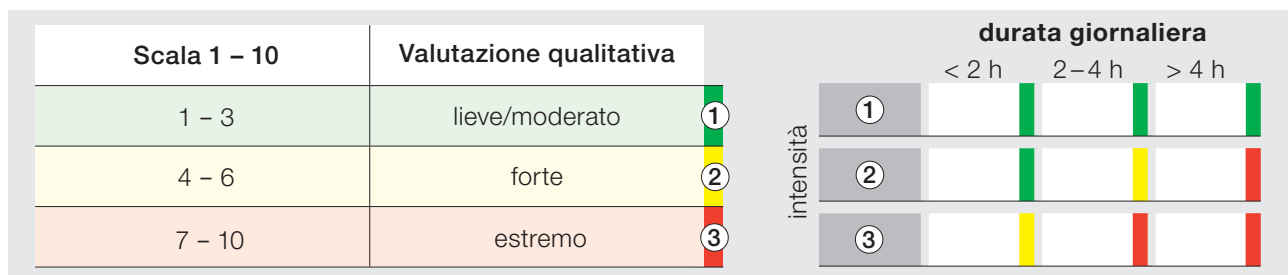 Scala 1 – 10 Valutazione qualitativa
1 – 3 lieve/moderato 1
4 – 6 forte 2
7 – 10 estremo 3
durata giornaliera
< 2 h 2 – 4 h > 4 h
intensità
1
2
3